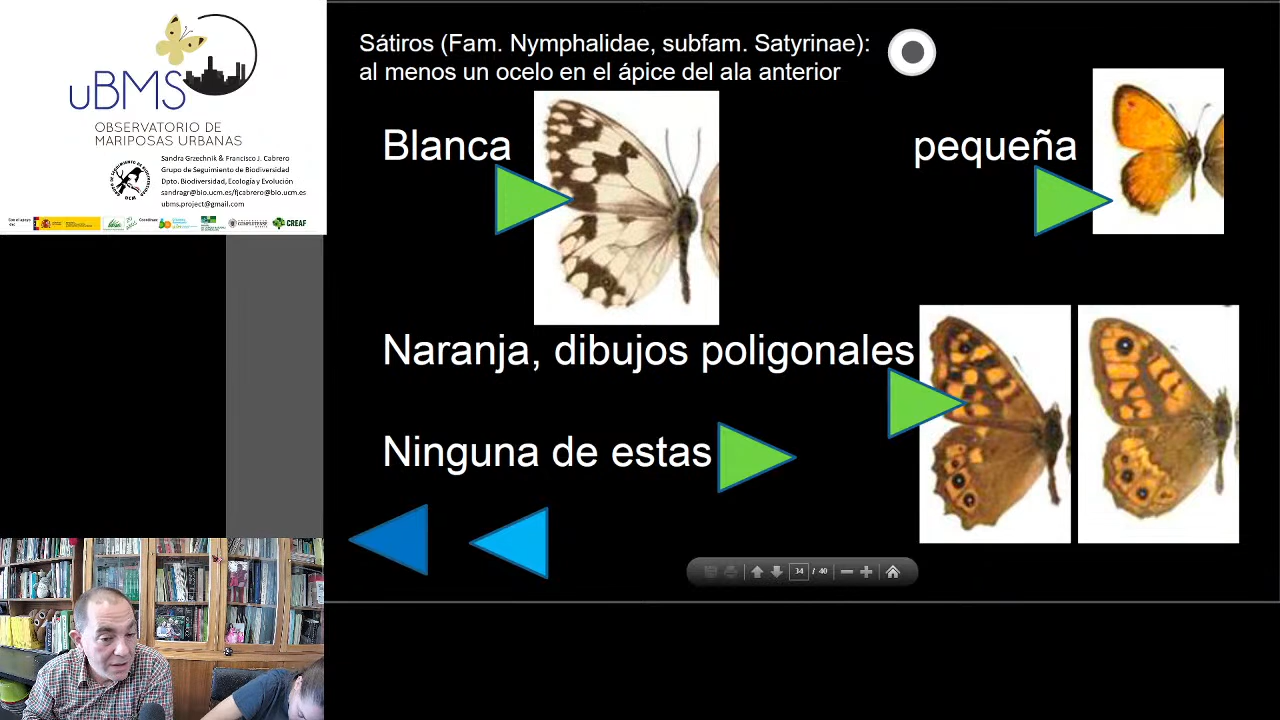 uBMS
OBSERVATORIO DE
MARIPOSAS URBANAS
Sandra Grzechnik & Francisco J. Cabrero
Grupo de Seguimiento de Biodiversidad
Dpto. Biodiversidad, Ecología y Evolución
sandragr@bio.ucm.es/fjcabrero@bio.ucm.es
ubms.project@gmail.com
CREAF
Sátiros (Fam. Nymphalidae, subfam. Satyrinae):
al menos un ocelo en el ápice del ala anterior
Blanca
pequeña
Naranja, dibujos poligonales
Ninguna de estas
34 / 40